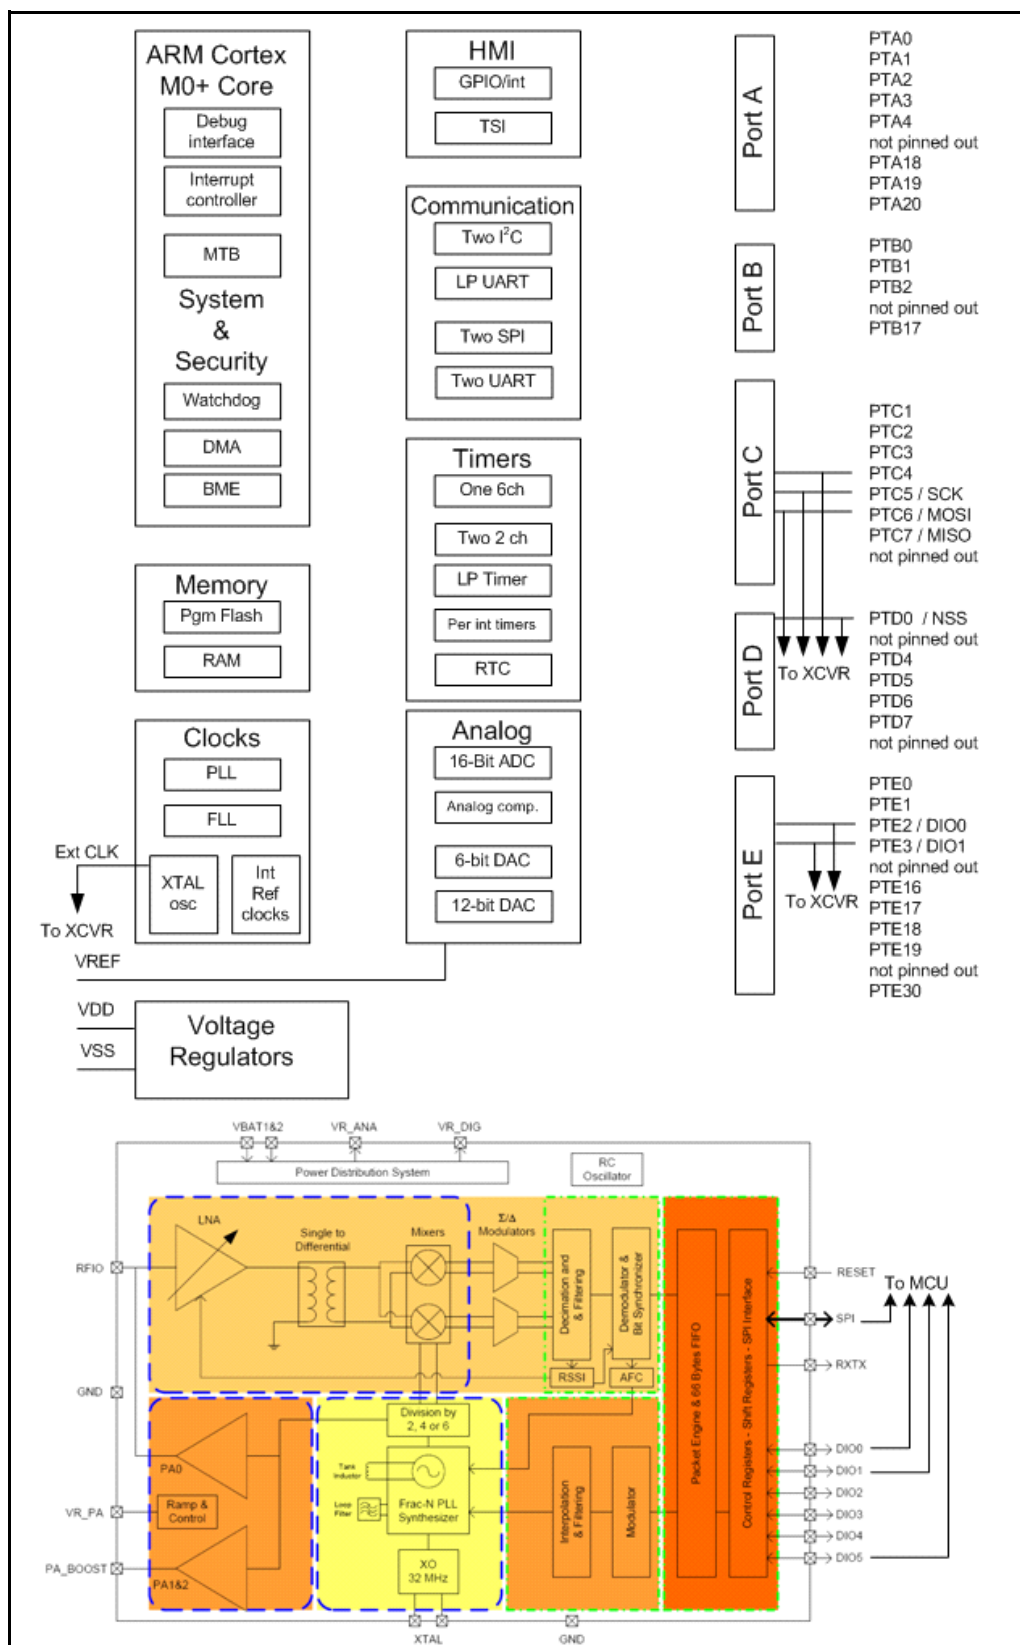 ARM Cortex
M0+ Core
Debug
interface
Interrupt
controller
MTB
System
&
Security
Watchdog
DMA
BME
Memory
Pgm Flash
RAM
Clocks
PLL
FLL
XTAL
osc
Int
Ref
clocks
Ext CLK
To XCVR
VREF
VDD
VSS
Voltage
Regulators
HMI
GPIO/int
TSI
Communication
Two I²C
LP UART
Two SPI
Two UART
Timers
One 6ch
Two 2 ch
LP Timer
Per int timers
RTC
Analog
16-Bit ADC
Analog comp.
6-bit DAC
12-bit DAC
Port A
PTA0
PTA1
PTA2
PTA3
PTA4
not pinned out
PTA18
PTA19
PTA20
Port B
PTB0
PTB1
PTB2
not pinned out
PTB17
Port C
PTC1
PTC2
PTC3
PTC4
PTC5 / SCK
PTC6 / MOSI
PTC7 / MISO
not pinned out
Port D
PTD0 / NSS
not pinned out
PTD4
PTD5
PTD6
PTD7
not pinned out
To XCVR
Port E
PTE0
PTE1
PTE2 / DIO0
PTE3 / DIO1
not pinned out
PTE16
PTE17
PTE18
PTE19
not pinned out
PTE30
To XCVR
VBAT1&2
VR_ANA
VR_DIG
Power Distribution System
RC
Oscillator
LNA
Single to
Differential
Mixers
Σ/Δ
Modulators
Decimation and
& Filtering
Demodulator &
Bit Synchronizer
RSSI
AFC
Packet Engine & 66 Bytes FIFO
Control Registers - Shift Registers - SPI Interface
RFIO
GND
RESET
To MCU
SPI
RXTX
Division by
2, 4 or 6
PA0
Tank
Inductor
Loop
Filter
Frac-N PLL
Synthesizer
Ramp &
Control
VR_PA
PA_BOOST
PA1&2
XO
32 MHz
Interpolation
& Filtering
Modulator
DIO0
DIO1
DIO2
DIO3
DIO4
DIO5
XTAL
GND